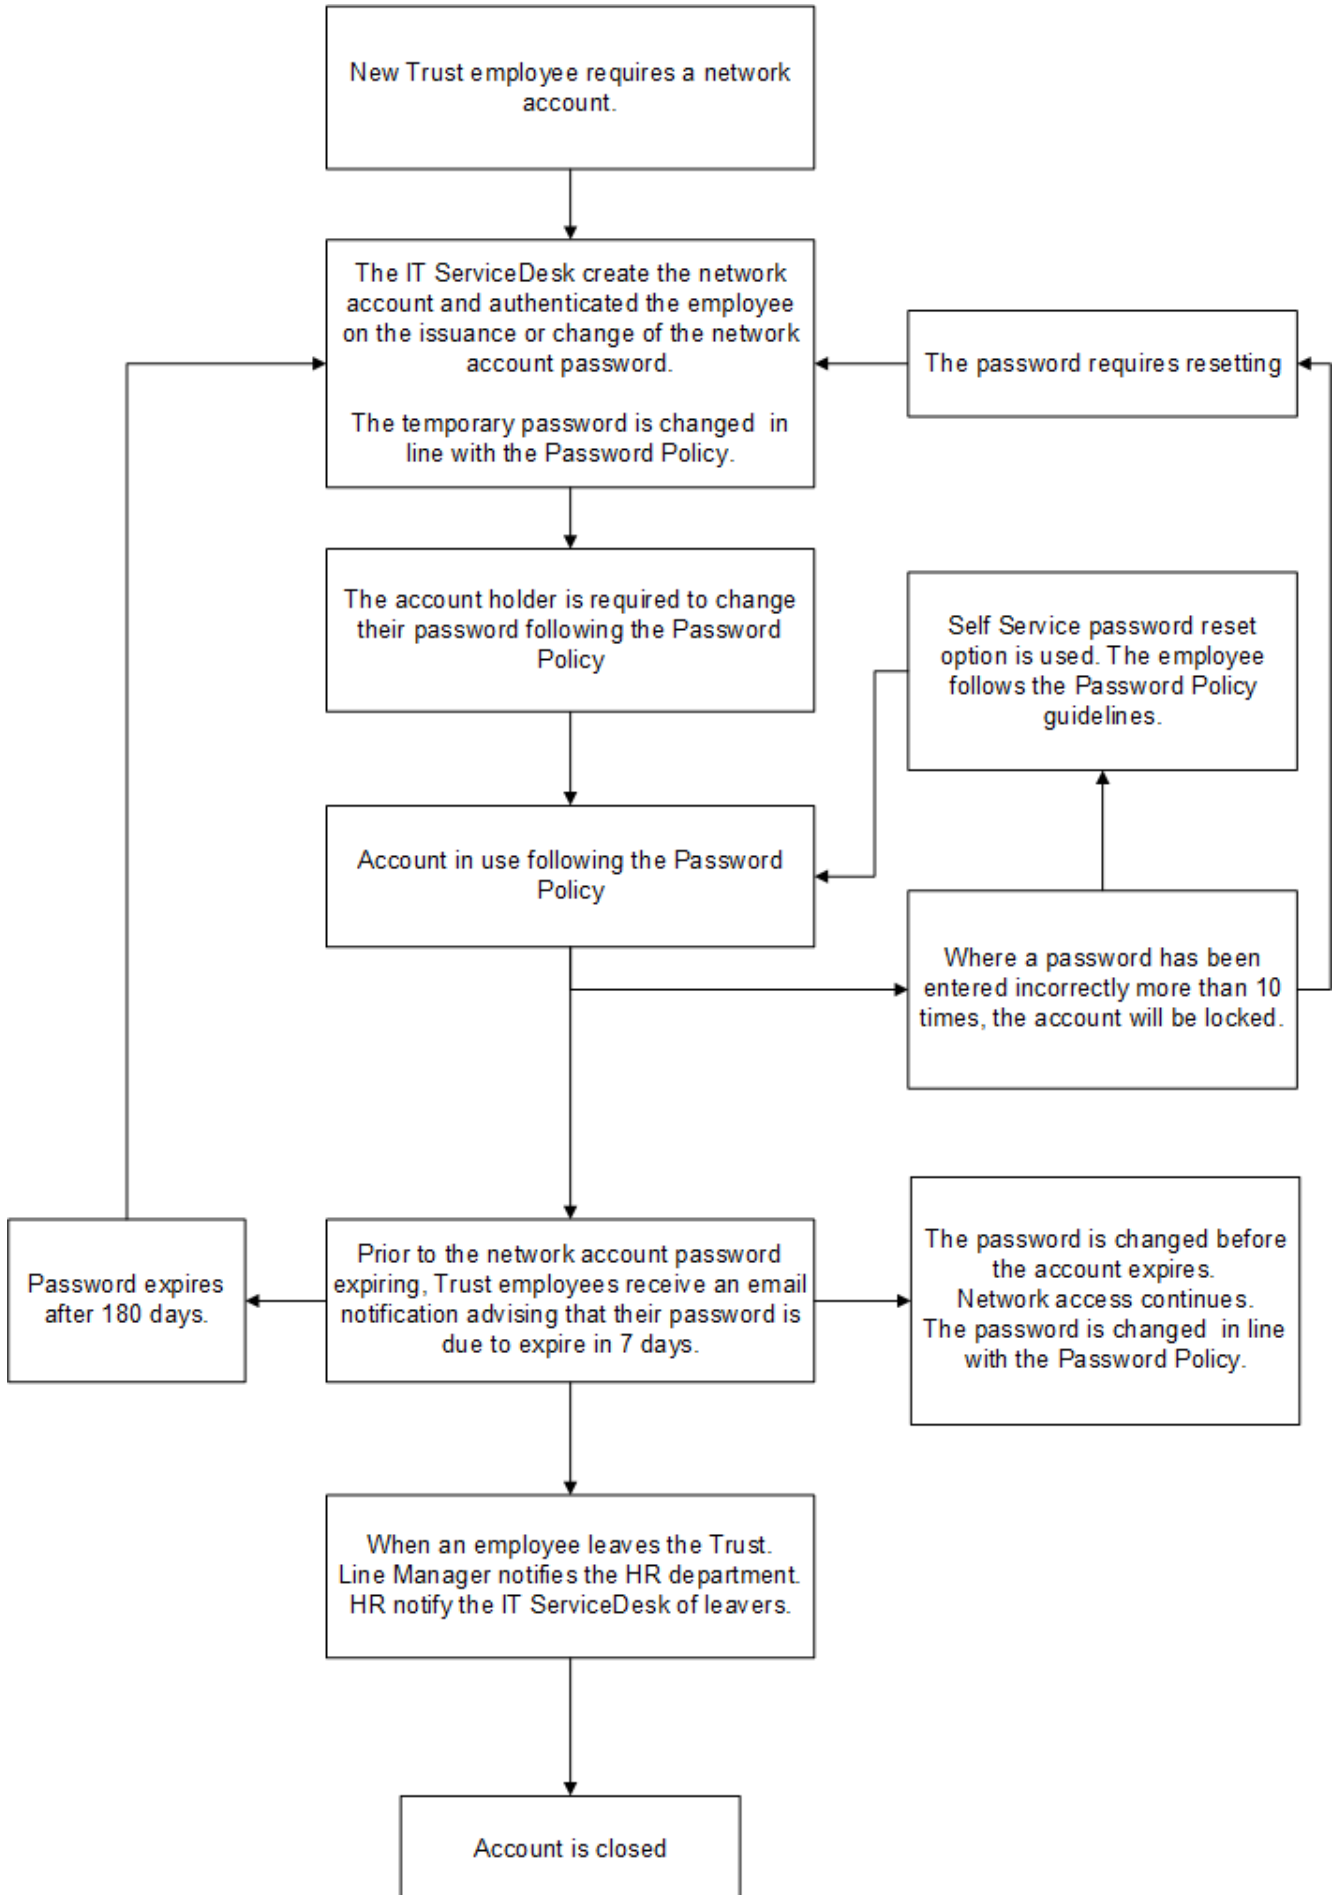 New Trust employee requires a network
account.
The IT ServiceDesk create the network
account and authenticated the employee
on the issuance or change of the network
account password.
The temporary password is changed in
line with the Password Policy.
The password requires resetting
The account holder is required to change
their password following the Password
Policy
Self Service password reset
option is used. The employee
follows the Password Policy
guidelines.
Account in use following the Password
Policy
Where a password has been
entered incorrectly more than 10
times, the account will be locked.
Password expires
after 180 days.
Prior to the network account password
expiring, Trust employees receive an email
notification advising that their password is
due to expire in 7 days.
The password is changed before
the account expires.
Network access continues.
The password is changed in line
with the Password Policy.
When an employee leaves the Trust.
Line Manager notifies the HR department.
HR notify the IT ServiceDesk of leavers.
Account is closed